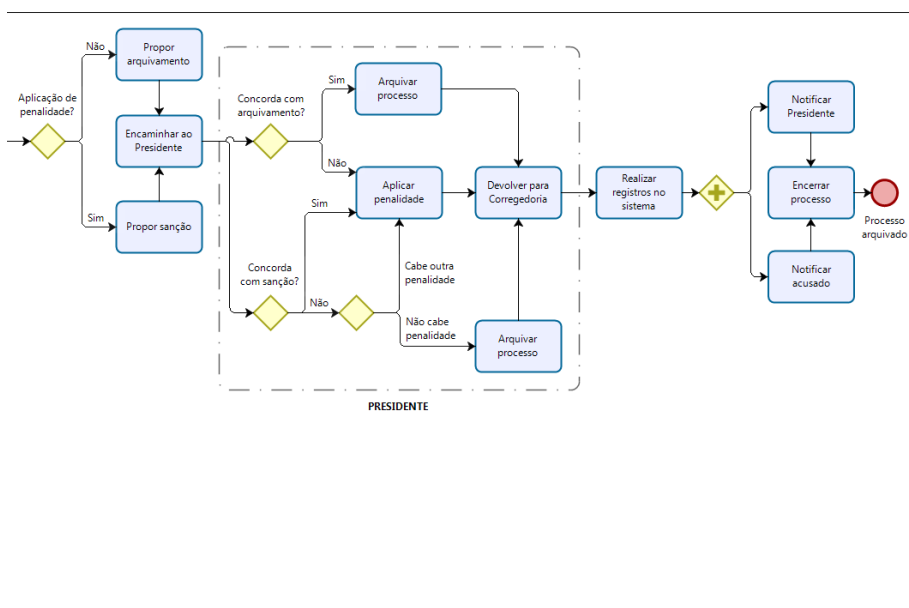 Aplicação de
penalidade?
Não
Propor
arquivamento
Encaminhar ao
Presidente
Sim
Propor sanção
Concorda com
arquivamento?
Sim
Arquivar
processo
Não
Aplicar
penalidade
Sim
Concorda
com sanção?
Não
Cabe outra
penalidade
Não cabe
penalidade
Arquivar
processo
Devolver para
Corregedoria
PRESIDENTE
Realizar
registros no
sistema
Notificar
Presidente
Encerrar
processo
Notificar
acusado
Processo
arquivado